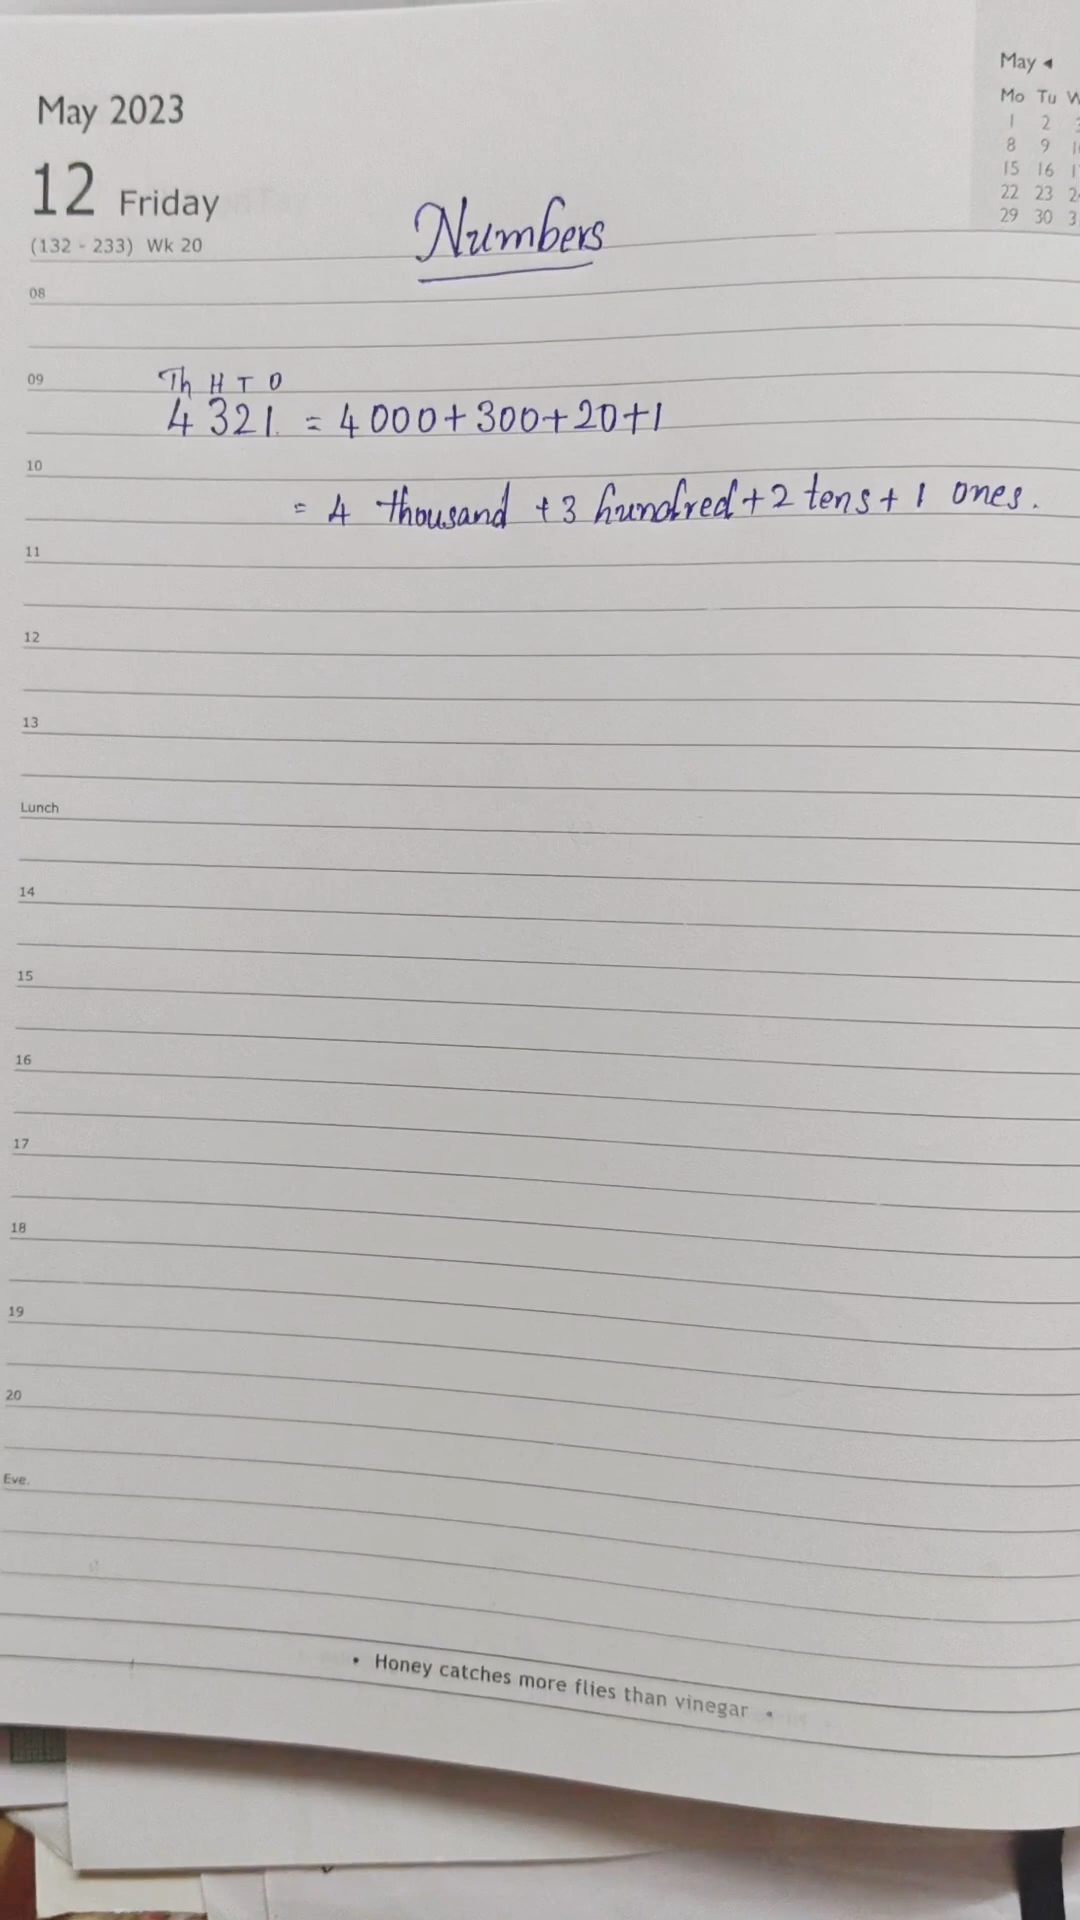 May ◂
Mo Tu
1 2
8 9
15 16
22 23
29 30
May 2023
12 Friday
(132 - 233) Wk 20
Numbers
08
09
Th H T O
4 321. = 4000+300+20+1
10
= 4 thousand + 3 hundred + 2 tens + 1 ones.
11
12
13
Lunch
14
15
16
17
18
19
20
Eve.
• Honey catches more flies than vinegar •